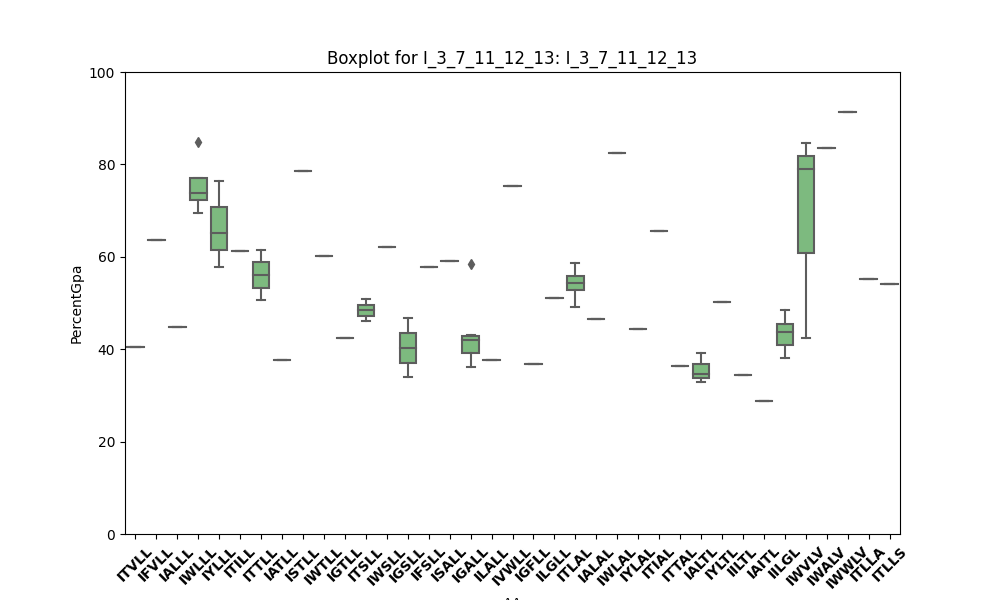 Boxplot for I_3_7_11_12_13: I_3_7_11_12_13
100
80
60
40
20
0
PercentGpa
ITVLL
IFVLL
IALLL
IWLLL
IYLLL
ITILL
ITTLL
IATLL
ISTLL
IWTLL
IGTLL
ITSLL
IWSLL
IGSLL
IFSLL
ISALL
IGALL
ILALL
IVWLL
IGFLL
ILGLL
ITLAL
IALAL
IWLAL
IYLAL
ITIAL
ITTAL
IALTL
IYLTL
IILTL
IAITL
IILGL
IWVLV
IWALV
IWWLV
ITLLA
ITLLS